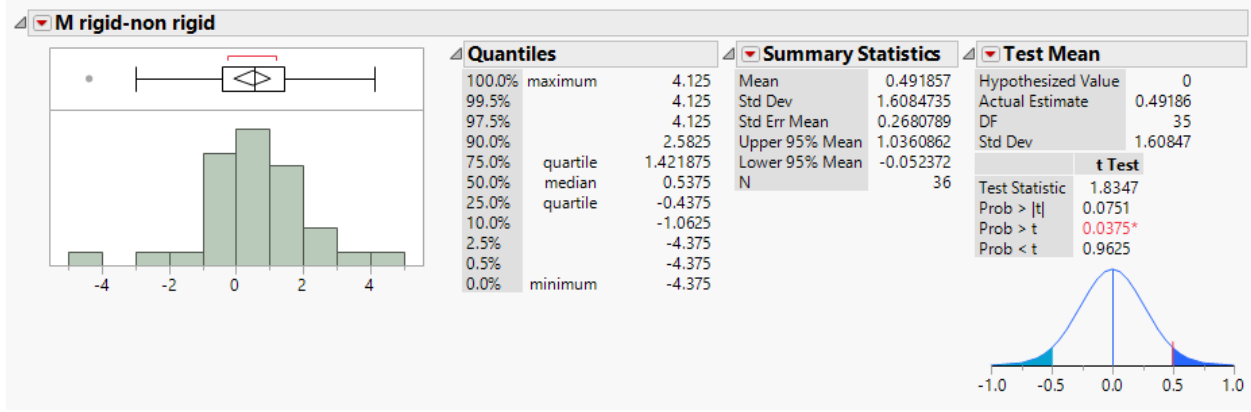 M rigid-non rigid
-4 -2 0 2 4
Quantiles
100.0% maximum 4.125
99.5% 4.125
97.5% 4.125
90.0% 2.5825
75.0% quartile 1.421875
50.0% median 0.5375
25.0% quartile -0.4375
10.0% -1.0625
2.5% -4.375
0.5% -4.375
0.0% minimum -4.375
Summary Statistics
Mean 0.491857
Std Dev 1.6084735
Std Err Mean 0.2680789
Upper 95% Mean 1.0360862
Lower 95% Mean -0.052372
N 36
Test Mean
Hypothesized Value 0
Actual Estimate 0.49186
DF 35
Std Dev 1.60847
t Test
Test Statistic 1.8347
Prob > |t| 0.0751
Prob > t 0.0375*
Prob < t 0.9625
-1.0 -0.5 0.0 0.5 1.0